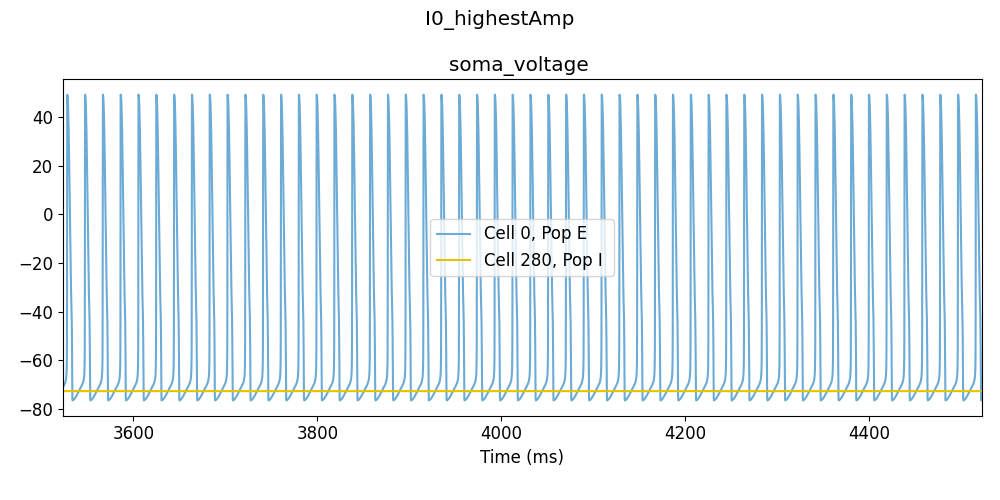 I0_highestAmp
soma_voltage
40
20
0
−20
−40
−60
−80
Cell 0, Pop E
Cell 280, Pop I
3600 3800 4000 4200 4400
Time (ms)